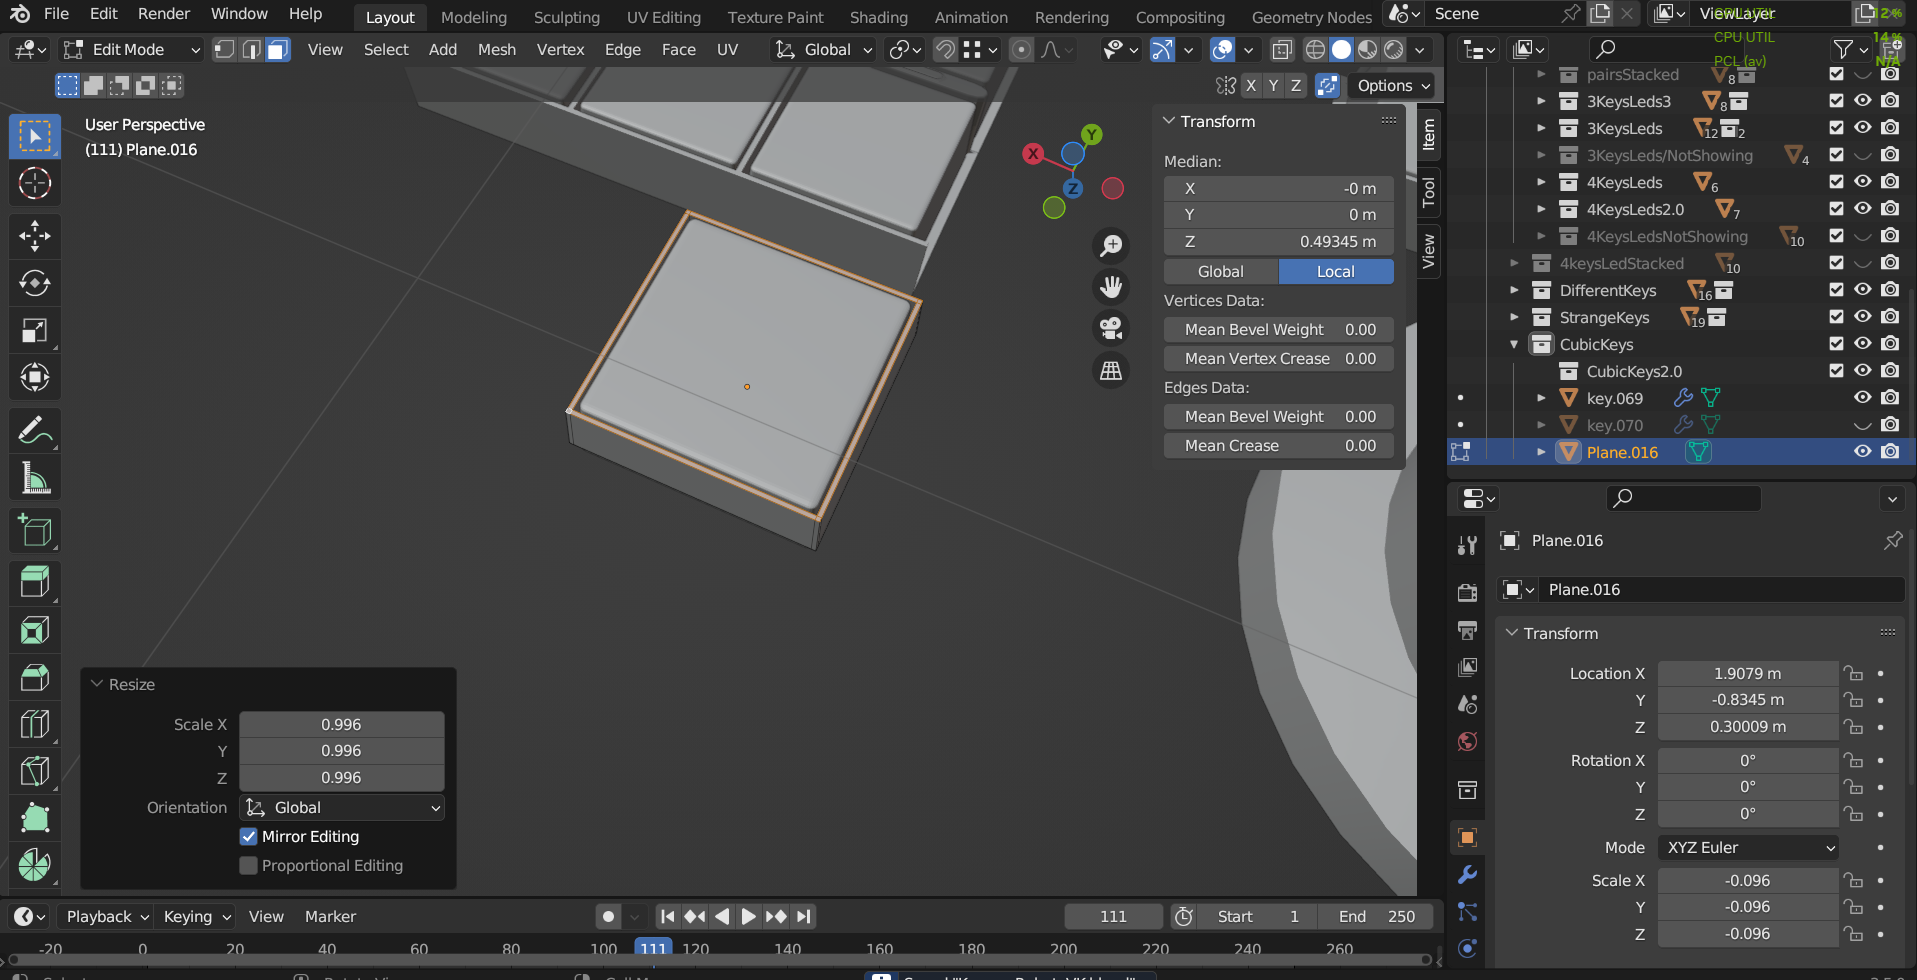 File Edit Render Window Help Layout Modeling Sculpting UV Editing Texture Paint Shading Animation Rendering Compositing Geometry Nodes Scene ViewLayer
CPU UTIL 14%
PCL (av) N/A
Edit Mode View Select Add Mesh Vertex Edge Face UV Global
X Y Z Options
User Perspective
(111) Plane.016
X Y Z
Transform
Median:
X -0 m
Y 0 m
Z 0.49345 m
Global Local
Vertices Data:
Mean Bevel Weight 0.00
Mean Vertex Crease 0.00
Edges Data:
Mean Bevel Weight 0.00
Mean Crease 0.00
Item
Tool
View
pairsStacked 8
3KeysLeds3 8
3KeysLeds 12 2
3KeysLeds/NotShowing 4
4KeysLeds 6
4KeysLeds2.0 7
4KeysLedsNotShowing 10
4keysLedStacked 10
DifferentKeys 16
StrangeKeys 19
CubicKeys
CubicKeys2.0
key.069
key.070
Plane.016
Plane.016
Plane.016
Transform
Location X 1.9079 m
Y -0.8345 m
Z 0.30009 m
Rotation X 0°
Y 0°
Z 0°
Mode XYZ Euler
Scale X -0.096
Y -0.096
Z -0.096
Resize
Scale X 0.996
Y 0.996
Z 0.996
Orientation Global
Mirror Editing
Proportional Editing
Playback Keying View Marker 111 Start 1 End 250
-20 0 20 40 60 80 100 111 120 140 160 180 200 220 240 260